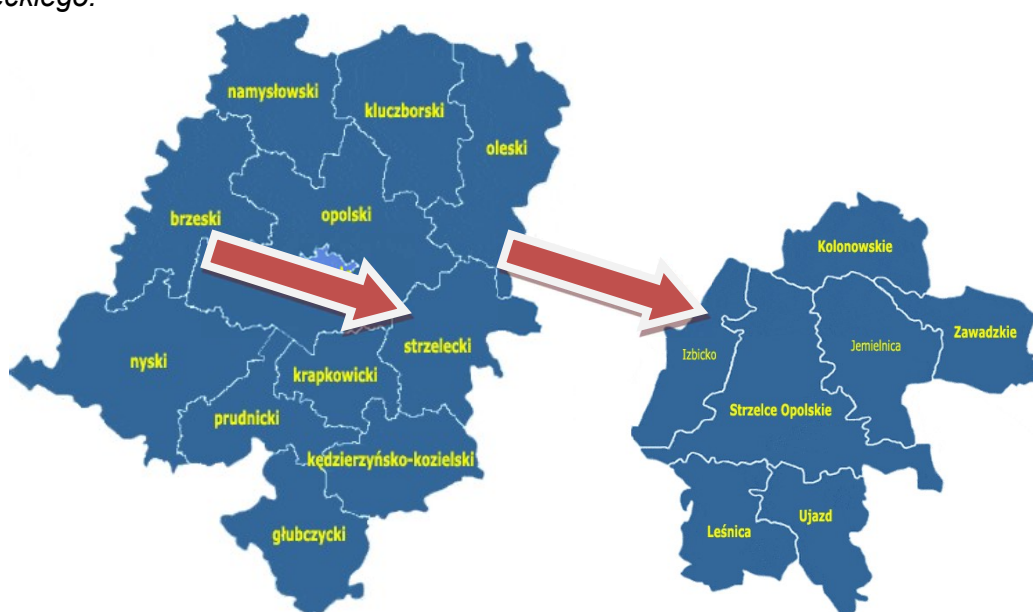 namysłowski
kluczborski
oleski
brzeski
opolski
strzelecki
nyski
krapkowicki
prudnicki
kędzierzyńsko-kozielski
głubczycki
Kolonowskie
Zawadzkie
Izbicko
Jemielnica
Strzelce Opolskie
Leśnica
Ujazd